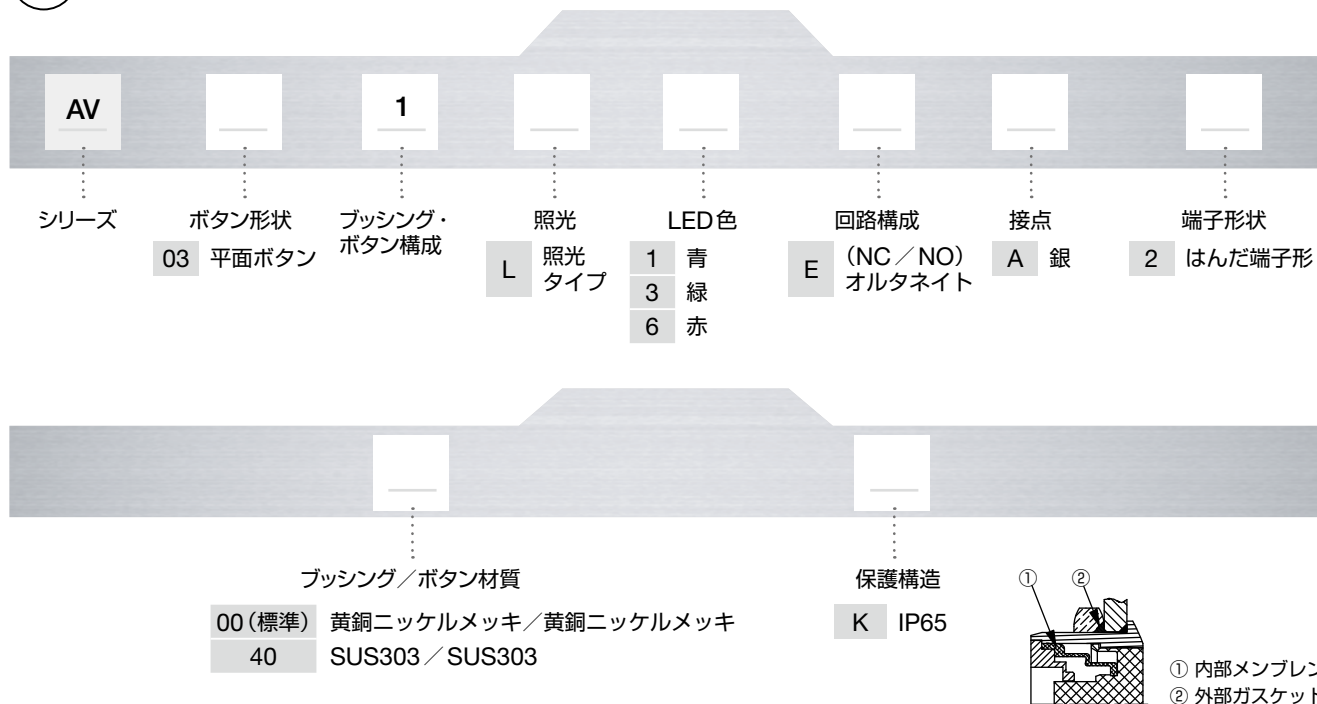 AV
1
シリーズ
ボタン形状
03 平面ボタン
ブッシング・
ボタン構成
照光
L 照光
タイプ
LED色
1 青
3 緑
6 赤
回路構成
E (NC/NO)
オルタネイト
接点
A 銀
端子形状
2 はんだ端子形
ブッシング/ボタン材質
00(標準) 黄銅ニッケルメッキ/黄銅ニッケルメッキ
40 SUS303/SUS303
保護構造
K IP65
① ②
① 内部メンブレン
② 外部ガスケット